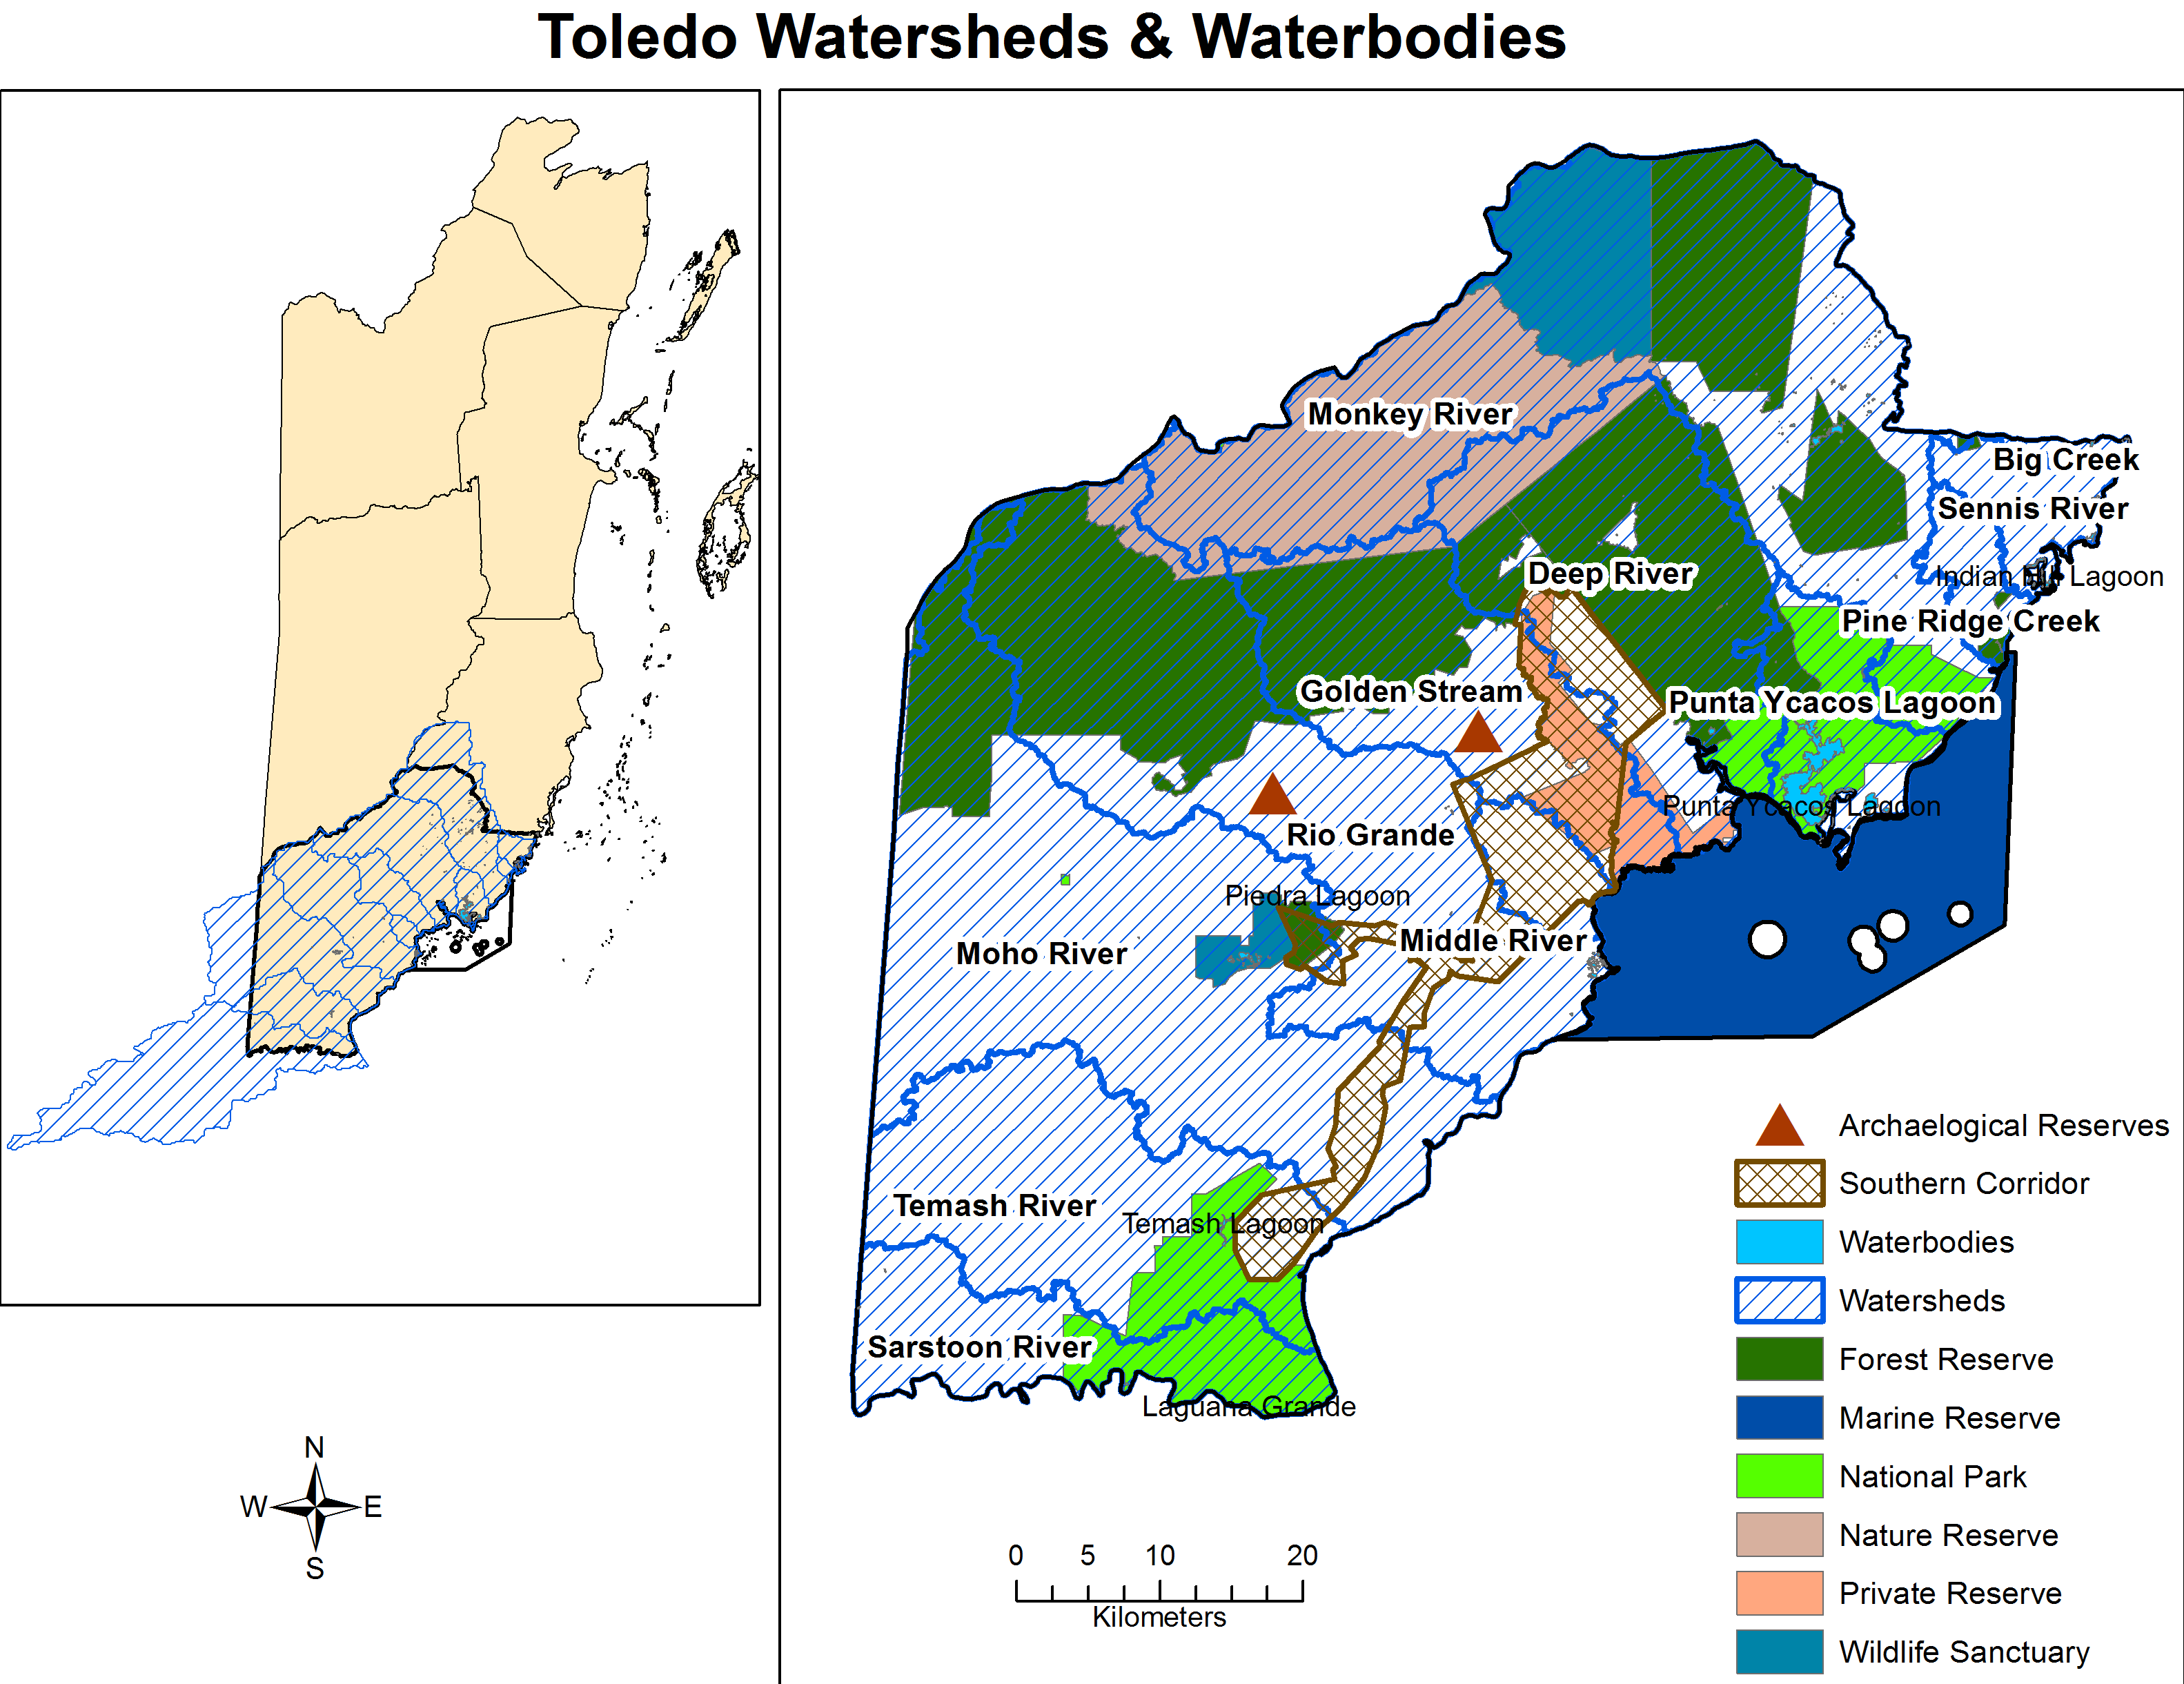 Toledo Watersheds & Waterbodies
Monkey River
Big Creek
Sennis River
Deep River
Indian Hill Lagoon
Pine Ridge Creek
Golden Stream
Punta Ycacos Lagoon
Punta Ycacos Lagoon
Rio Grande
Piedra Lagoon
Middle River
Moho River
Temash River
Temash Lagoon
Sarstoon River
Laguana Grande
Archaelogical Reserves
Southern Corridor
Waterbodies
Watersheds
Forest Reserve
Marine Reserve
National Park
Nature Reserve
Private Reserve
Wildlife Sanctuary
N
W E
S
0 5 10 20
Kilometers